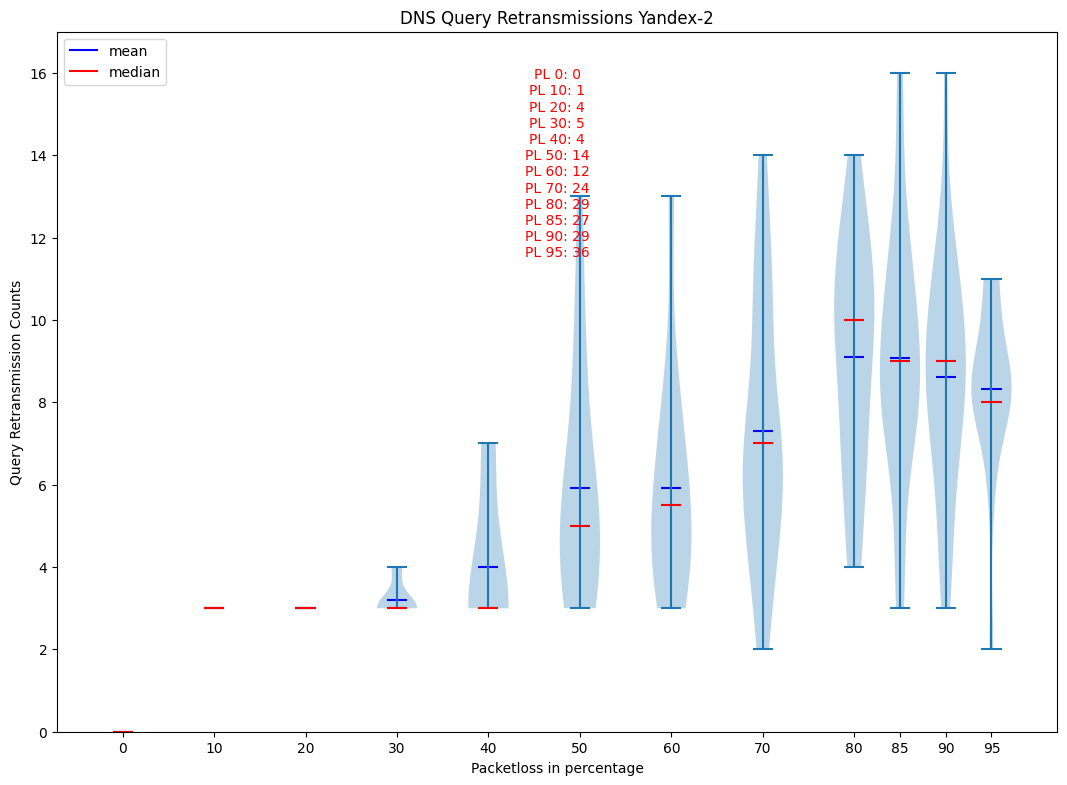 DNS Query Retransmissions Yandex-2
mean
median
PL 0: 0
PL 10: 1
PL 20: 4
PL 30: 5
PL 40: 4
PL 50: 14
PL 60: 12
PL 70: 24
PL 80: 29
PL 85: 27
PL 90: 29
PL 95: 36
Query Retransmission Counts
16
14
12
10
8
6
4
2
0
0 10 20 30 40 50 60 70 80 85 90 95
Packetloss in percentage